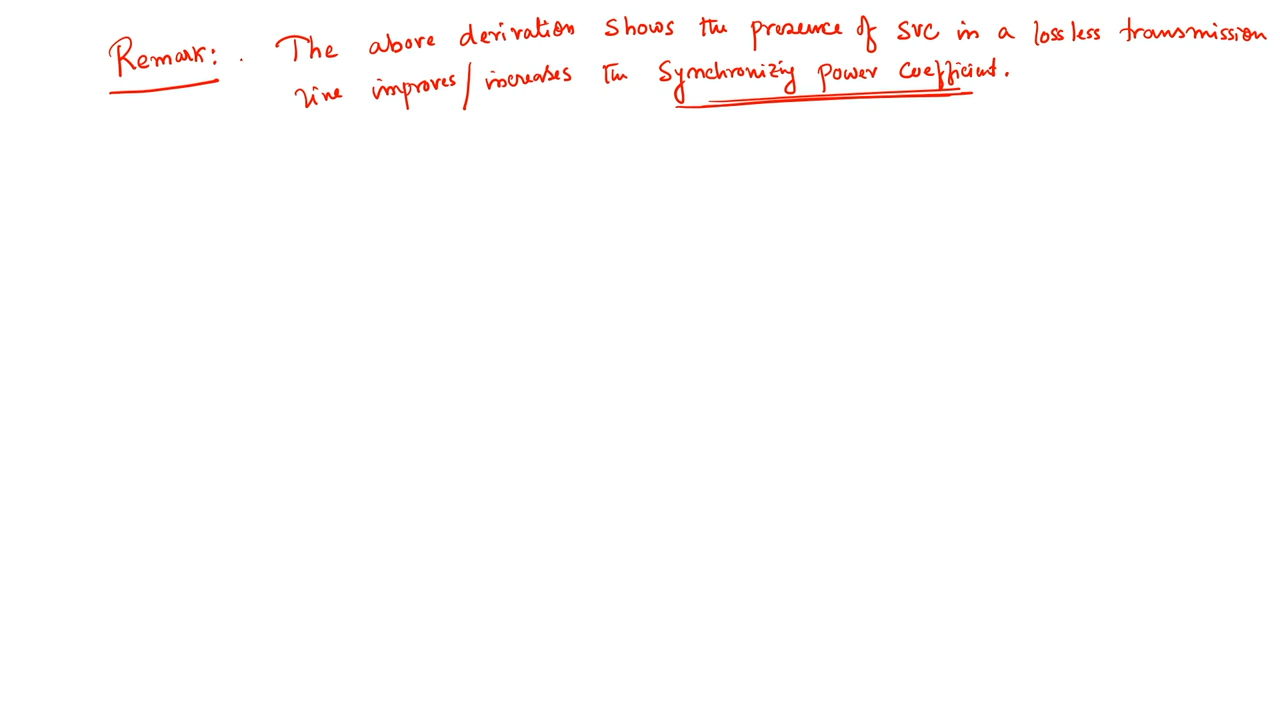 Remark: . The above derivation shows the presence of SVC in a lossless transmission
line improves/increases the Synchronizing Power Coefficient.